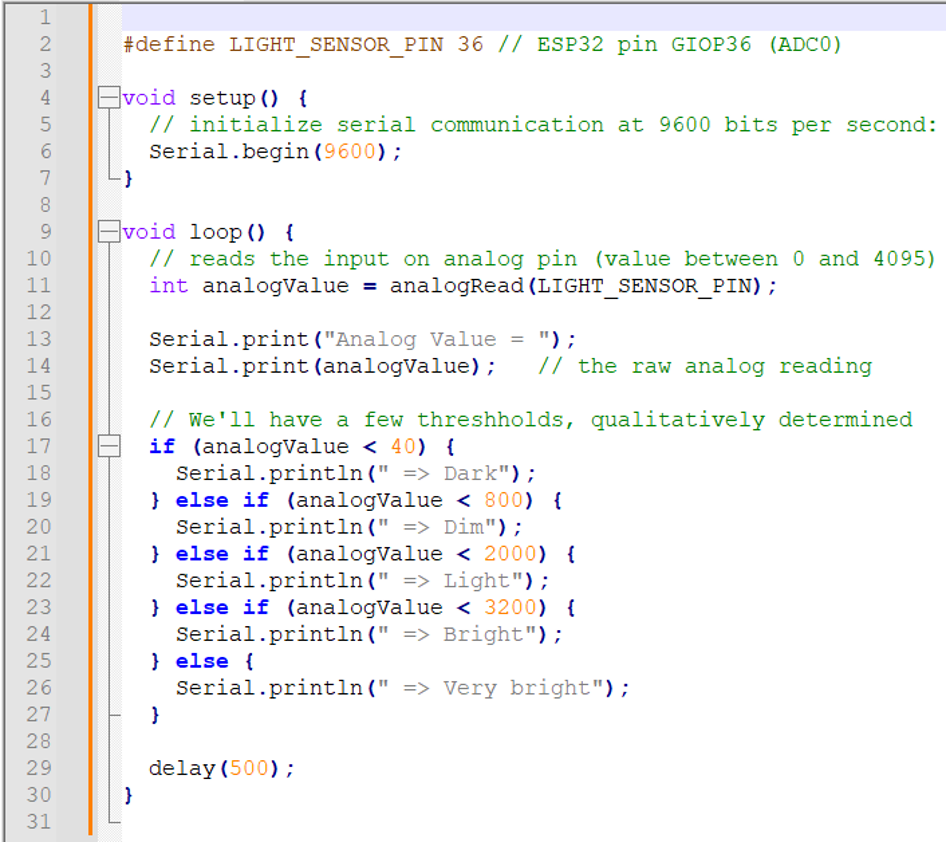 1
2 #define LIGHT_SENSOR_PIN 36 // ESP32 pin GIOP36 (ADC0)
3
4 void setup() {
5   // initialize serial communication at 9600 bits per second:
6   Serial.begin(9600);
7 }
8
9 void loop() {
10   // reads the input on analog pin (value between 0 and 4095)
11   int analogValue = analogRead(LIGHT_SENSOR_PIN);
12
13   Serial.print("Analog Value = ");
14   Serial.print(analogValue);   // the raw analog reading
15
16   // We'll have a few threshholds, qualitatively determined
17   if (analogValue < 40) {
18     Serial.println(" => Dark");
19   } else if (analogValue < 800) {
20     Serial.println(" => Dim");
21   } else if (analogValue < 2000) {
22     Serial.println(" => Light");
23   } else if (analogValue < 3200) {
24     Serial.println(" => Bright");
25   } else {
26     Serial.println(" => Very bright");
27   }
28
29   delay(500);
30 }
31